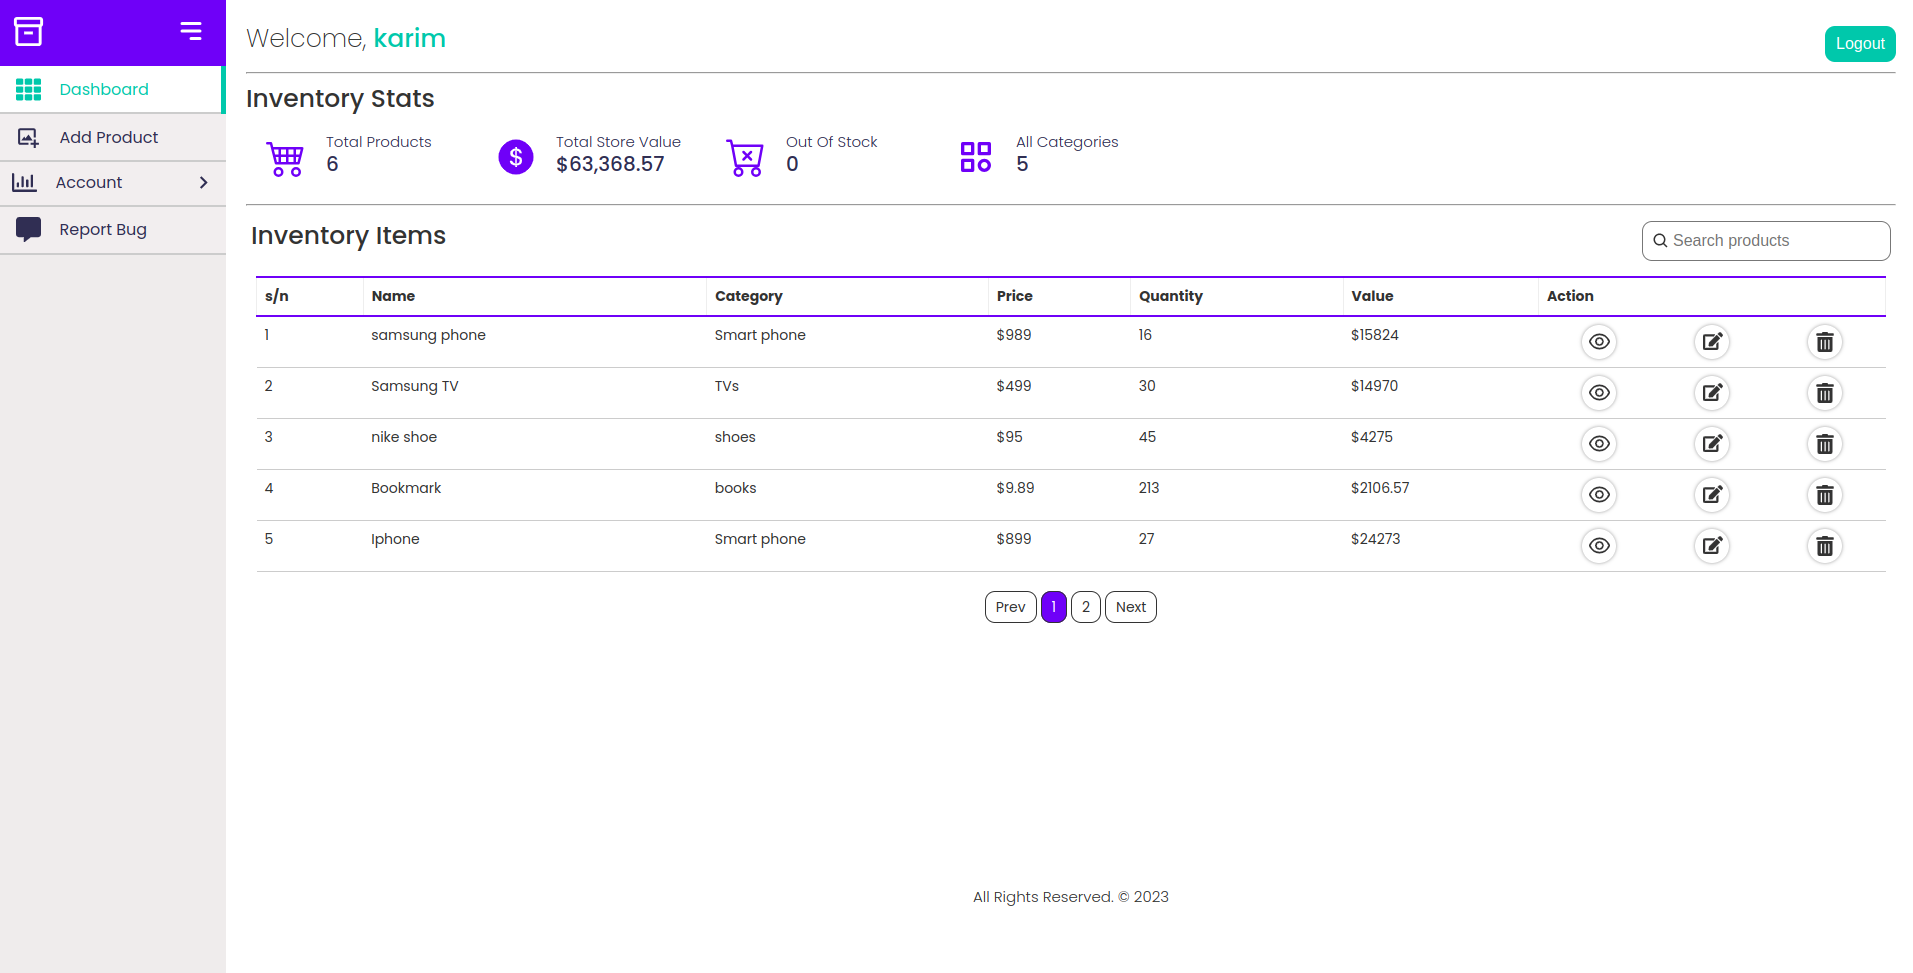 Welcome, karim
Logout
Dashboard
Add Product
Account
Report Bug
Inventory Stats
Total Products
6
Total Store Value
$63,368.57
Out Of Stock
0
All Categories
5
Inventory Items
Search products
s/n Name Category Price Quantity Value Action
1 samsung phone Smart phone $989 16 $15824
2 Samsung TV TVs $499 30 $14970
3 nike shoe shoes $95 45 $4275
4 Bookmark books $9.89 213 $2106.57
5 Iphone Smart phone $899 27 $24273
Prev 1 2 Next
All Rights Reserved. © 2023